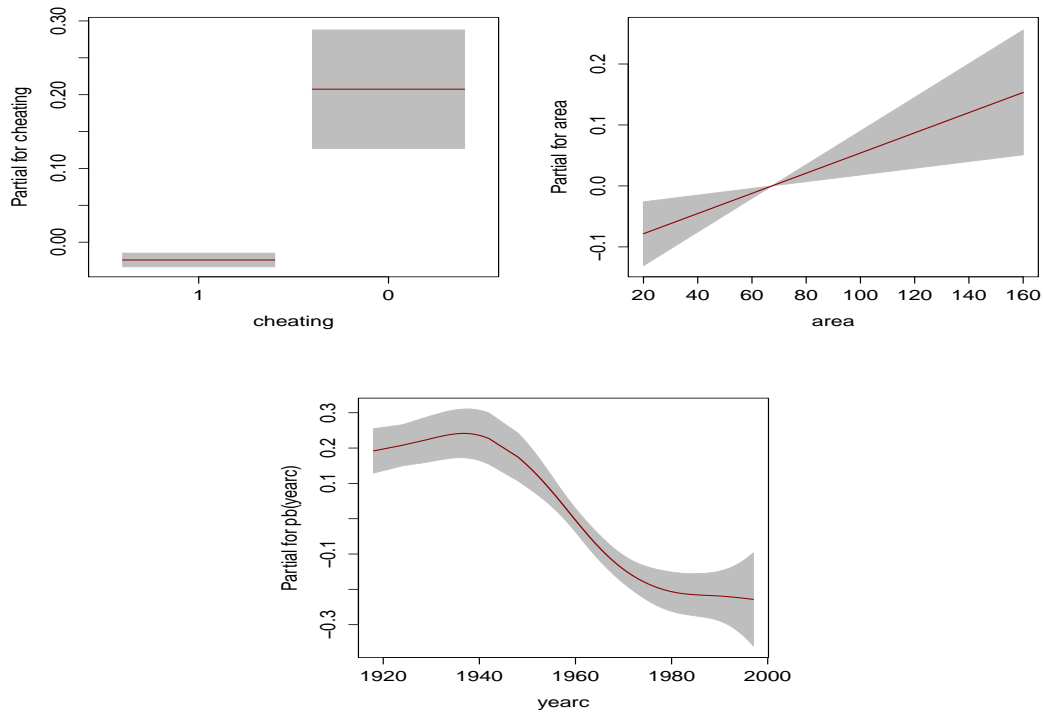 Partial for cheating
0.30
0.20
0.10
0.00
1 0
cheating
Partial for area
0.2
0.1
0.0
−0.1
20 40 60 80 100 120 140 160
area
Partial for pb(yearc)
0.3
0.2
0.1
−0.1
−0.3
1920 1940 1960 1980 2000
yearc